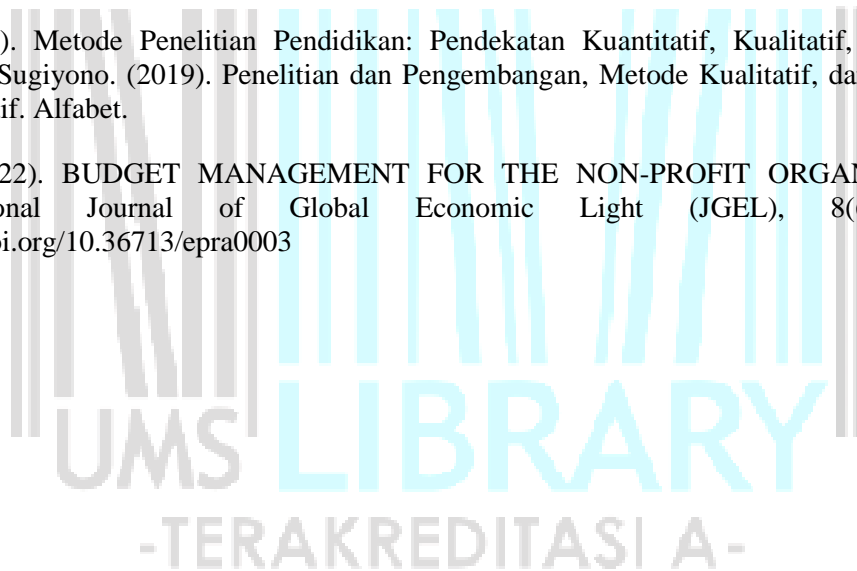 ). Metode Penelitian Pendidikan: Pendekatan Kuantitatif, Kualitatif,
Sugiyono. (2019). Penelitian dan Pengembangan, Metode Kualitatif, da
if. Alfabet.
22). BUDGET MANAGEMENT FOR THE NON-PROFIT ORGAN
onal Journal of Global Economic Light (JGEL), 8(
oi.org/10.36713/epra0003
UMS LIBRARY
-TERAKREDITASI A-